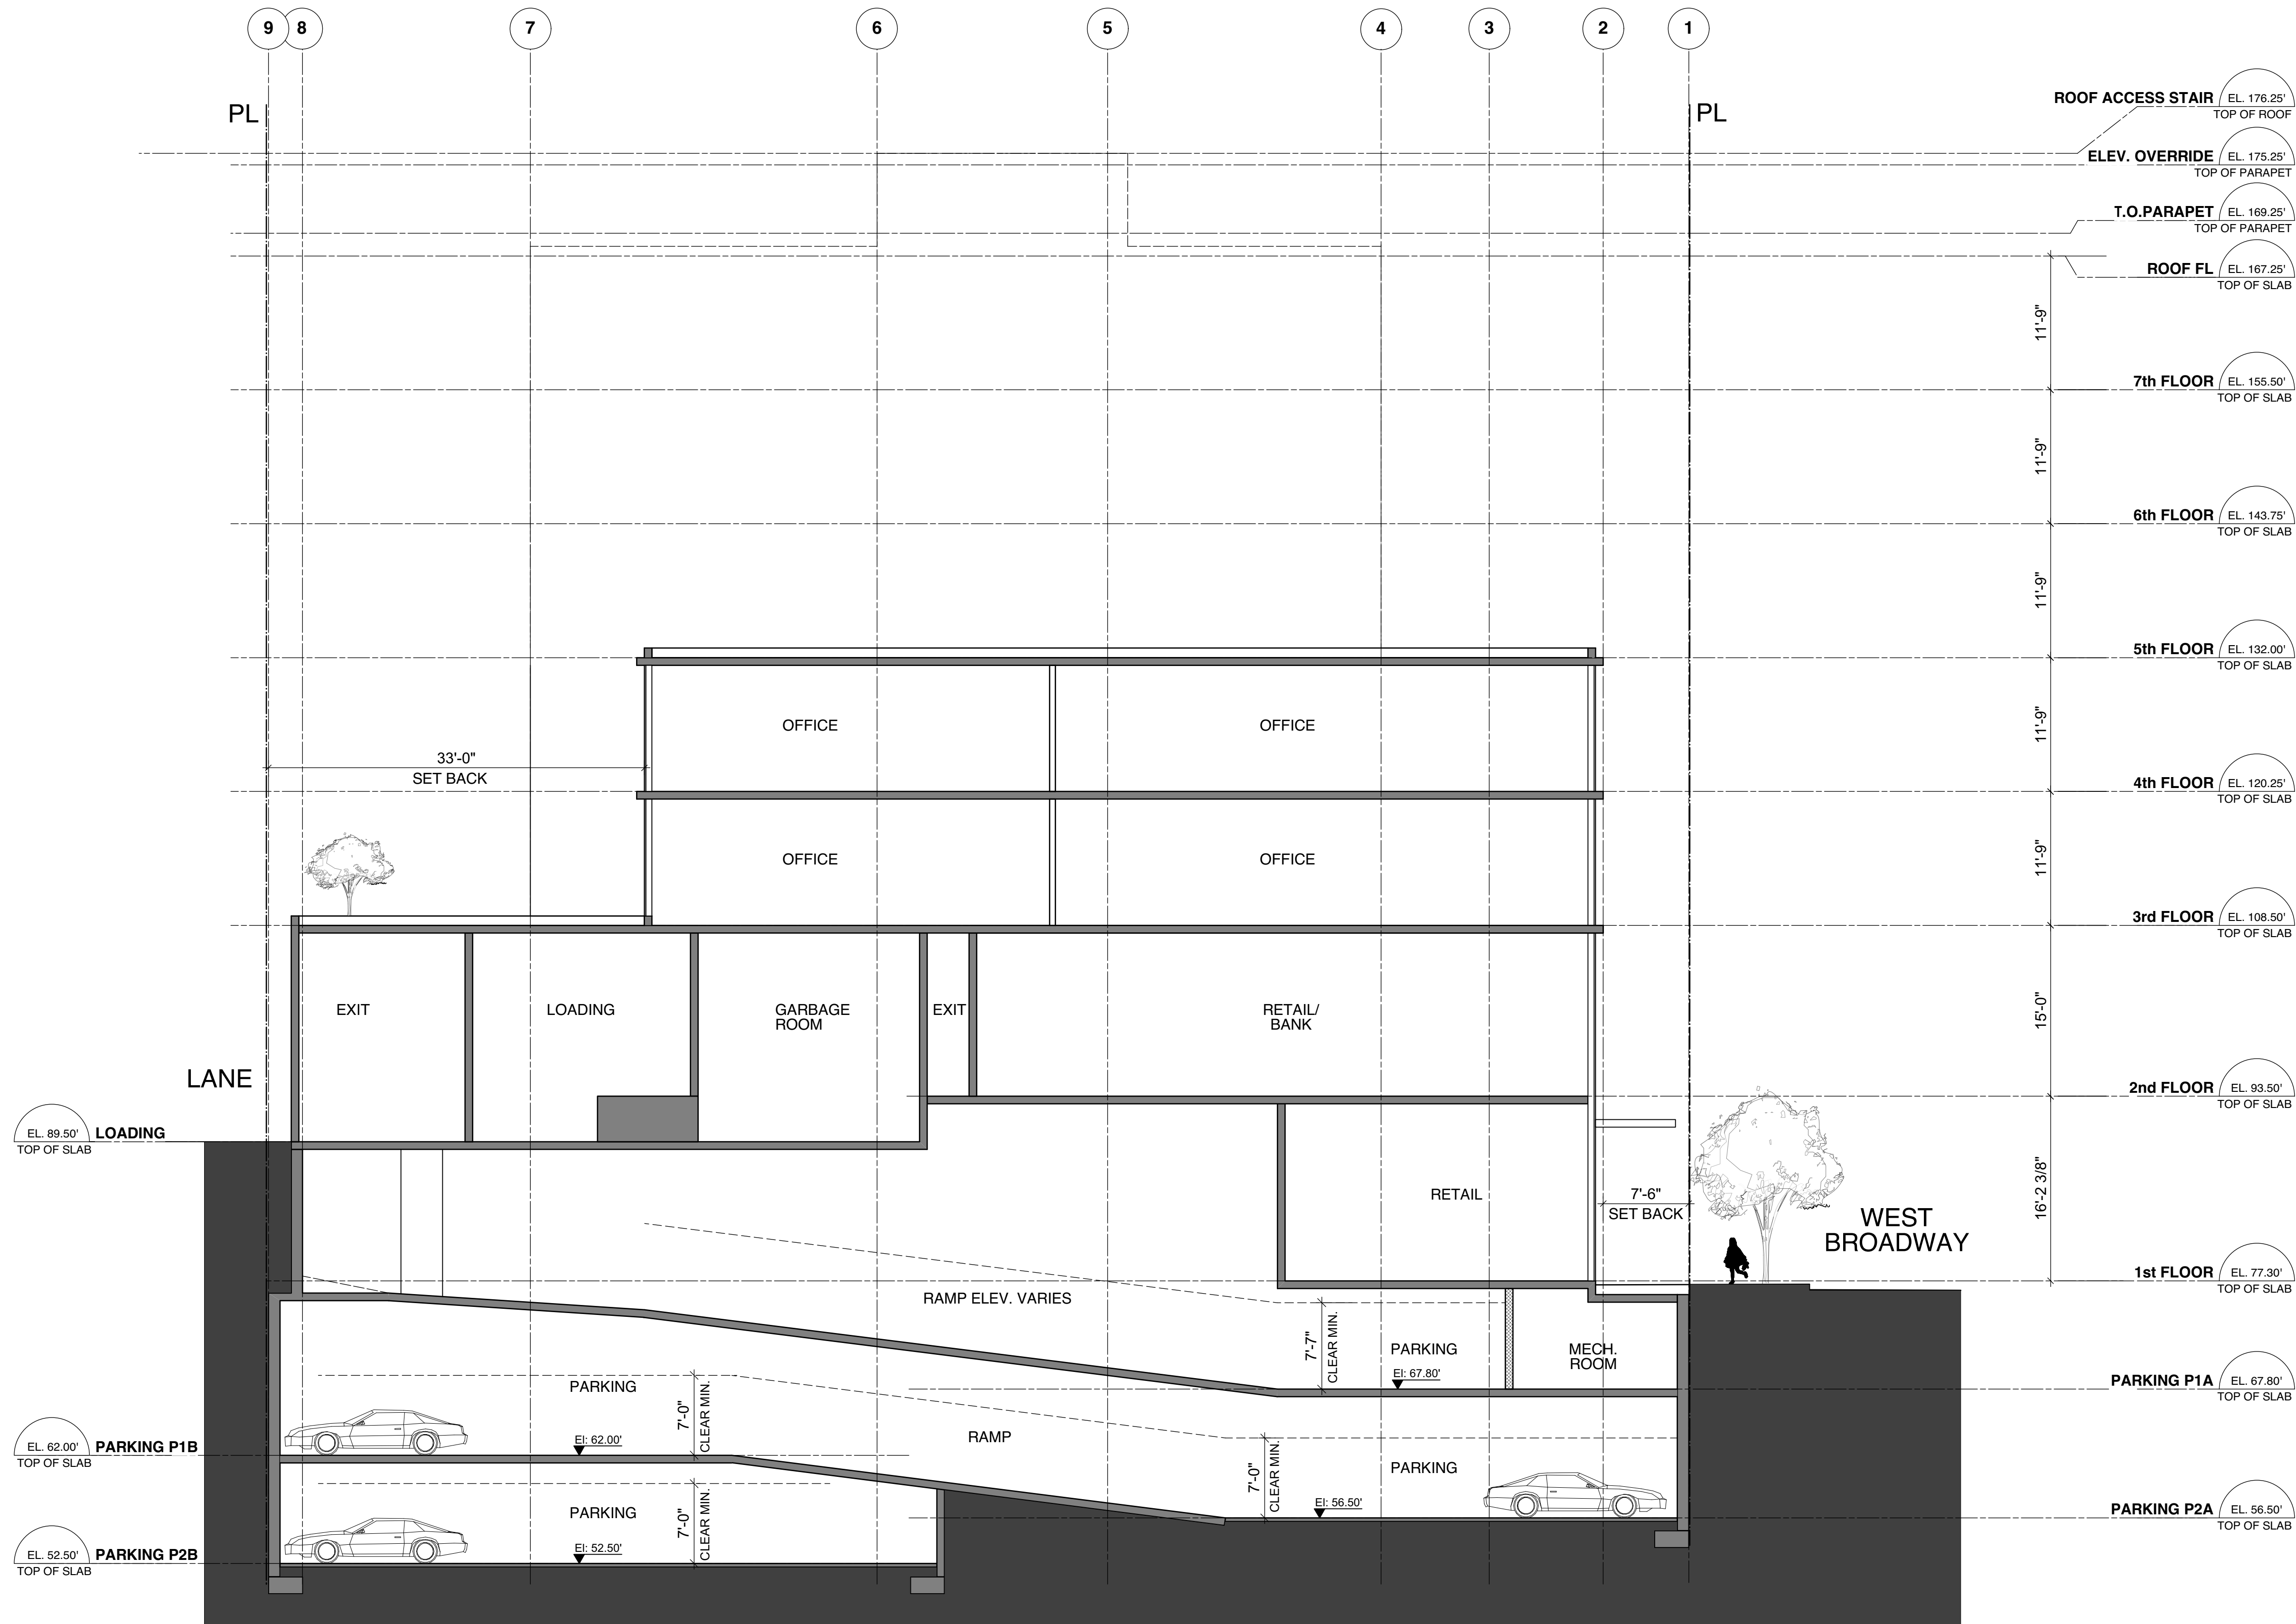 9 8 7 6 5 4 3 2 1
PL
PL
ROOF ACCESS STAIR EL. 176.25'
TOP OF ROOF
ELEV. OVERRIDE EL. 175.25'
TOP OF PARAPET
T.O.PARAPET EL. 169.25'
TOP OF PARAPET
ROOF FL EL. 167.25'
TOP OF SLAB
11'-9"
7th FLOOR EL. 155.50'
TOP OF SLAB
11'-9"
6th FLOOR EL. 143.75'
TOP OF SLAB
11'-9"
5th FLOOR EL. 132.00'
TOP OF SLAB
OFFICE
OFFICE
11'-9"
33'-0"
SET BACK
4th FLOOR EL. 120.25'
TOP OF SLAB
OFFICE
OFFICE
11'-9"
3rd FLOOR EL. 108.50'
TOP OF SLAB
EXIT
LOADING
GARBAGE
ROOM
EXIT
RETAIL/
BANK
15'-0"
LANE
2nd FLOOR EL. 93.50'
TOP OF SLAB
EL. 89.50' LOADING
TOP OF SLAB
RETAIL
7'-6"
SET BACK
16'-2 3/8"
WEST
BROADWAY
1st FLOOR EL. 77.30'
TOP OF SLAB
RAMP ELEV. VARIES
7'-7"
CLEAR MIN.
PARKING
El: 67.80'
MECH.
ROOM
PARKING P1A EL. 67.80'
TOP OF SLAB
PARKING
7'-0"
CLEAR MIN.
El: 62.00'
EL. 62.00' PARKING P1B
TOP OF SLAB
RAMP
7'-0"
CLEAR MIN.
PARKING
El: 56.50'
PARKING P2A EL. 56.50'
TOP OF SLAB
PARKING
7'-0"
CLEAR MIN.
El: 52.50'
EL. 52.50' PARKING P2B
TOP OF SLAB